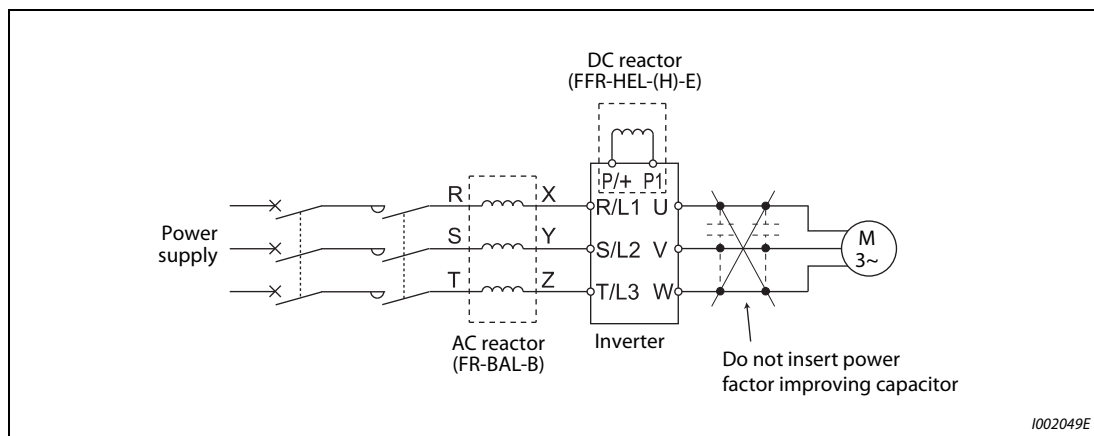 DC reactor
(FFR-HEL-(H)-E)
P/+ P1
R X R/L1 U
Power
supply
S Y S/L2 V
M
3~
T Z T/L3 W
AC reactor
(FR-BAL-B)
Inverter
Do not insert power
factor improving capacitor
I002049E